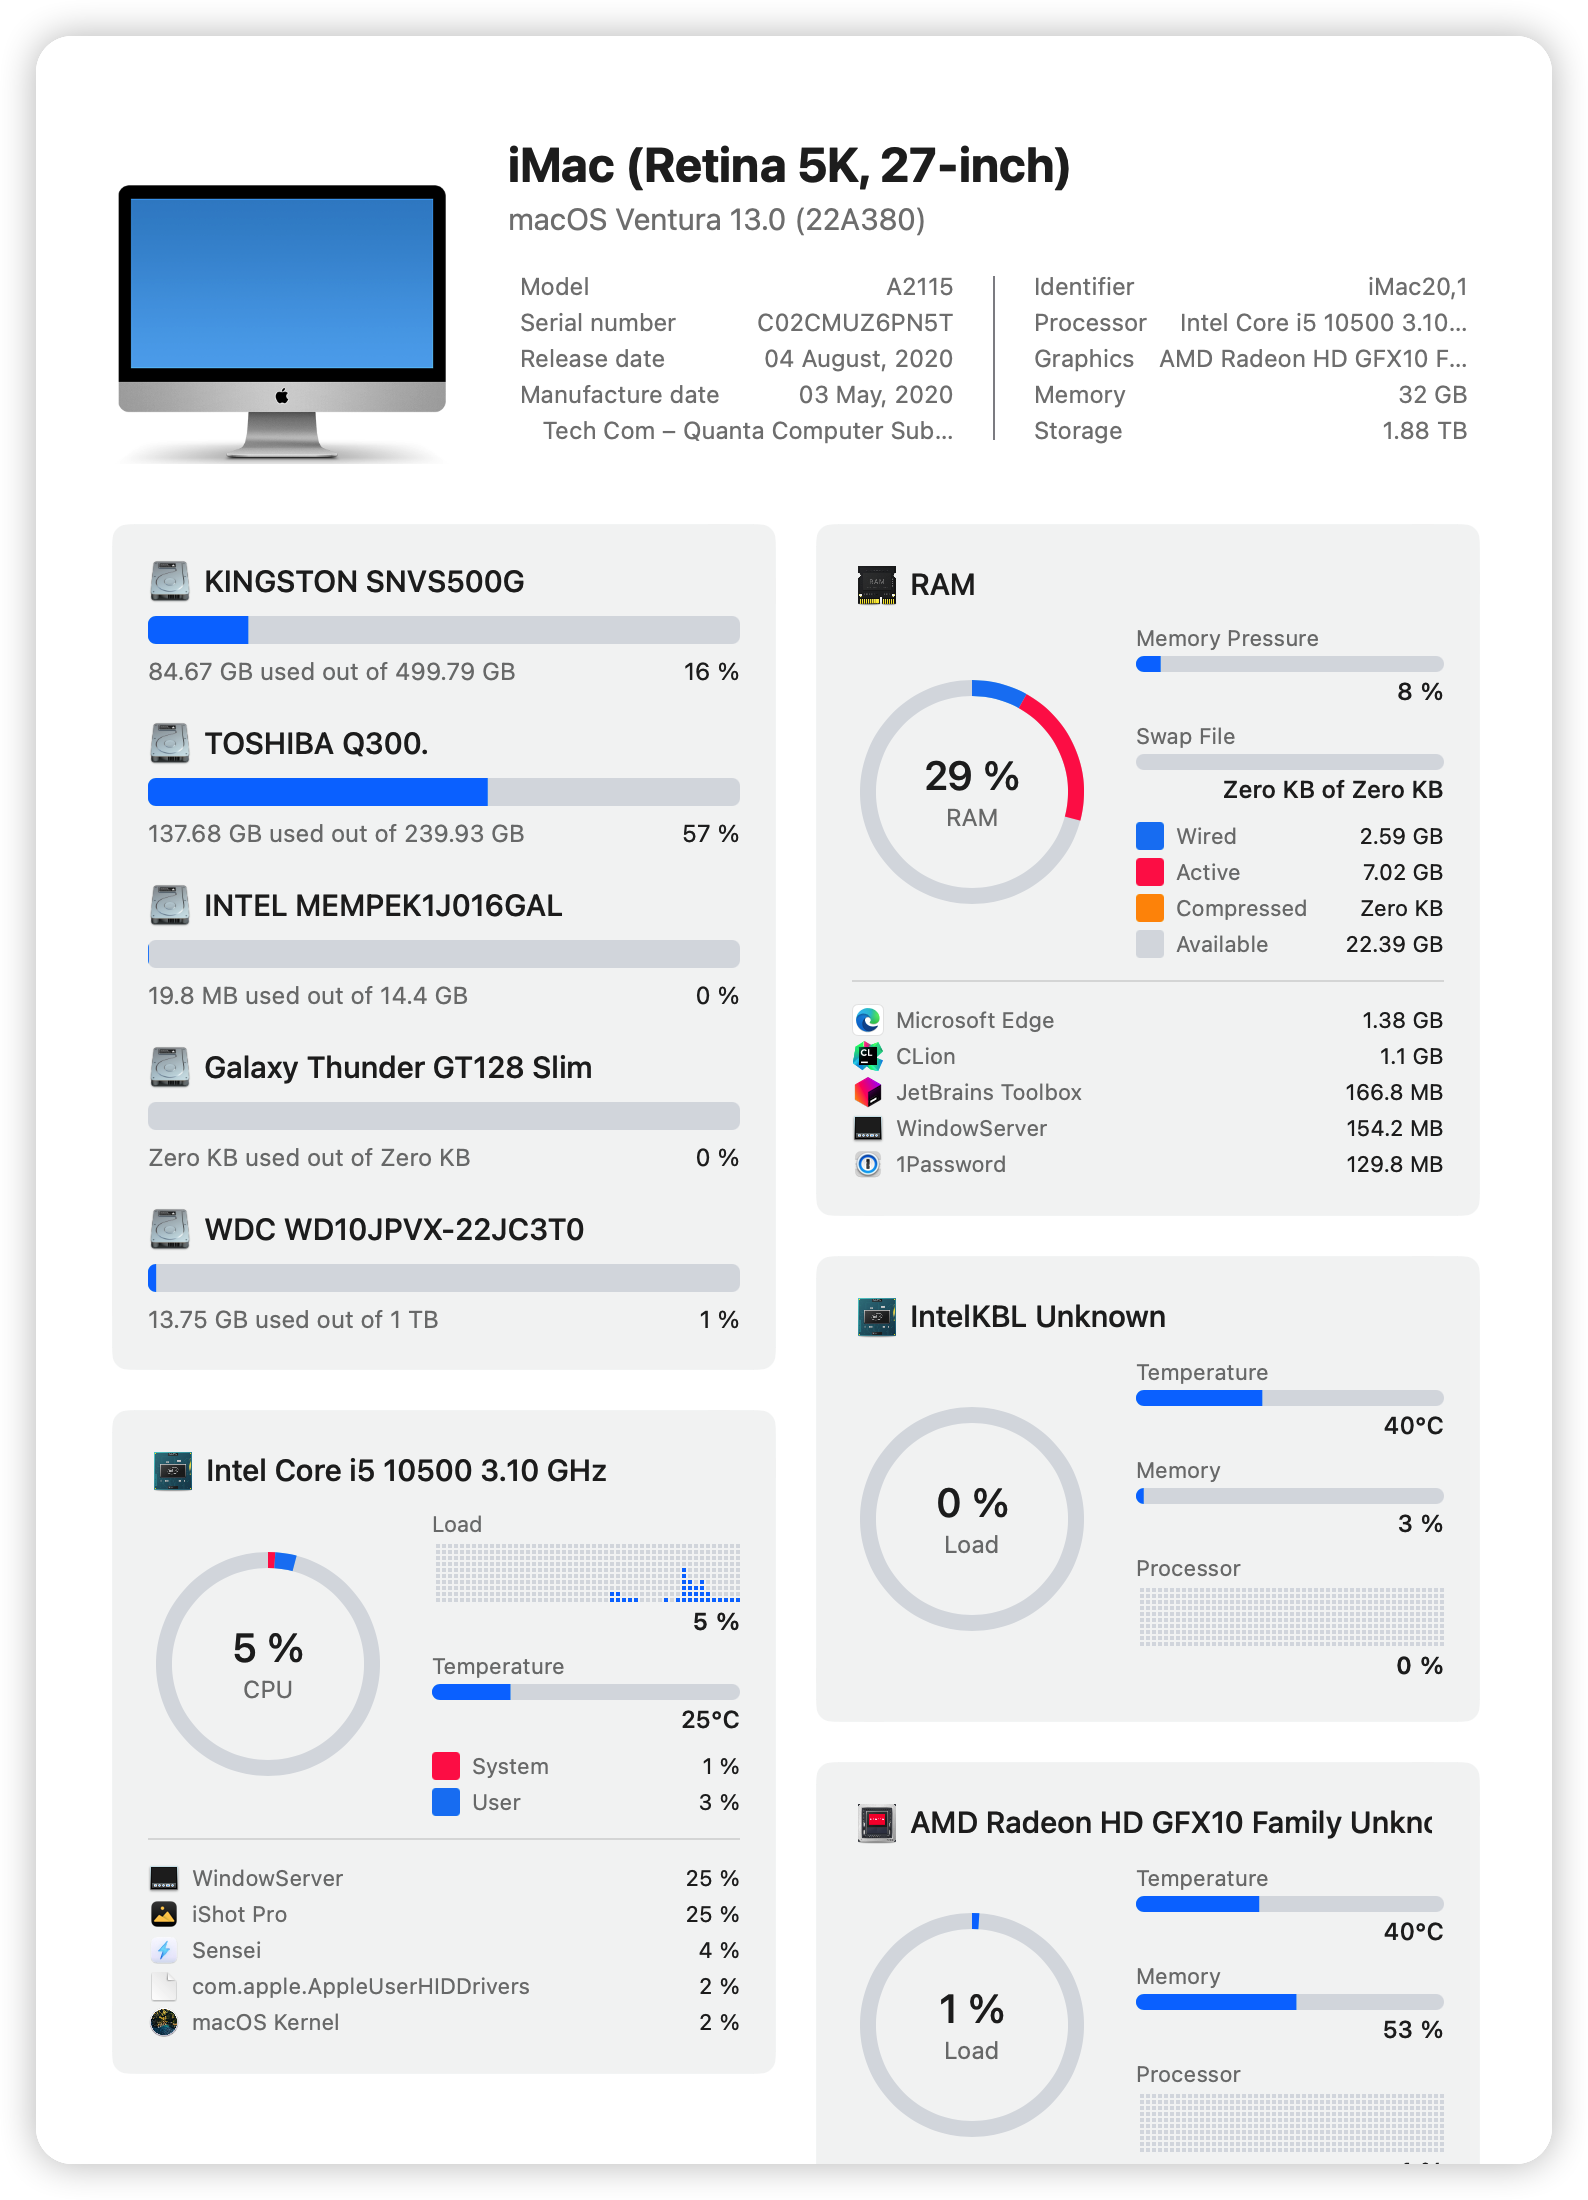 iMac (Retina 5K, 27-inch)
macOS Ventura 13.0 (22A380)
Model A2115
Serial number C02CMUZ6PN5T
Release date 04 August, 2020
Manufacture date 03 May, 2020
Tech Com – Quanta Computer Sub...
Identifier iMac20,1
Processor Intel Core i5 10500 3.10...
Graphics AMD Radeon HD GFX10 F...
Memory 32 GB
Storage 1.88 TB
KINGSTON SNVS500G
84.67 GB used out of 499.79 GB 16 %
TOSHIBA Q300.
137.68 GB used out of 239.93 GB 57 %
INTEL MEMPEK1J016GAL
19.8 MB used out of 14.4 GB 0 %
Galaxy Thunder GT128 Slim
Zero KB used out of Zero KB 0 %
WDC WD10JPVX-22JC3T0
13.75 GB used out of 1 TB 1 %
Intel Core i5 10500 3.10 GHz
5 %
CPU
Load
5 %
Temperature
25°C
System 1 %
User 3 %
WindowServer 25 %
iShot Pro 25 %
Sensei 4 %
com.apple.AppleUserHIDDrivers 2 %
macOS Kernel 2 %
RAM
29 %
RAM
Memory Pressure
8 %
Swap File
Zero KB of Zero KB
Wired 2.59 GB
Active 7.02 GB
Compressed Zero KB
Available 22.39 GB
Microsoft Edge 1.38 GB
CLion 1.1 GB
JetBrains Toolbox 166.8 MB
WindowServer 154.2 MB
1Password 129.8 MB
IntelKBL Unknown
0 %
Load
Temperature
40°C
Memory
3 %
Processor
0 %
AMD Radeon HD GFX10 Family
1 %
Load
Temperature
40°C
Memory
53 %
Processor